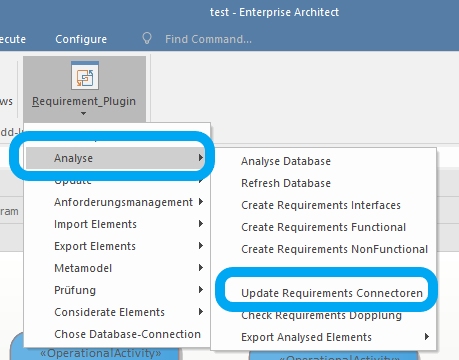 test - Enterprise Architect
ecute Configure Find Command...
ws Requirement_Plugin
dd-I
Analyse
Update
Anforderungsmanagement
Import Elements
Export Elements
Metamodel
Prüfung
Considerate Elements
Chose Database-Connection
Analyse Database
Refresh Database
Create Requirements Interfaces
Create Requirements Functional
Create Requirements NonFunctional
Update Requirements Connectoren
Check Requirements Dopplung
Export Analysed Elements
gram
«OperationalActivity»
«OperationalActivity»